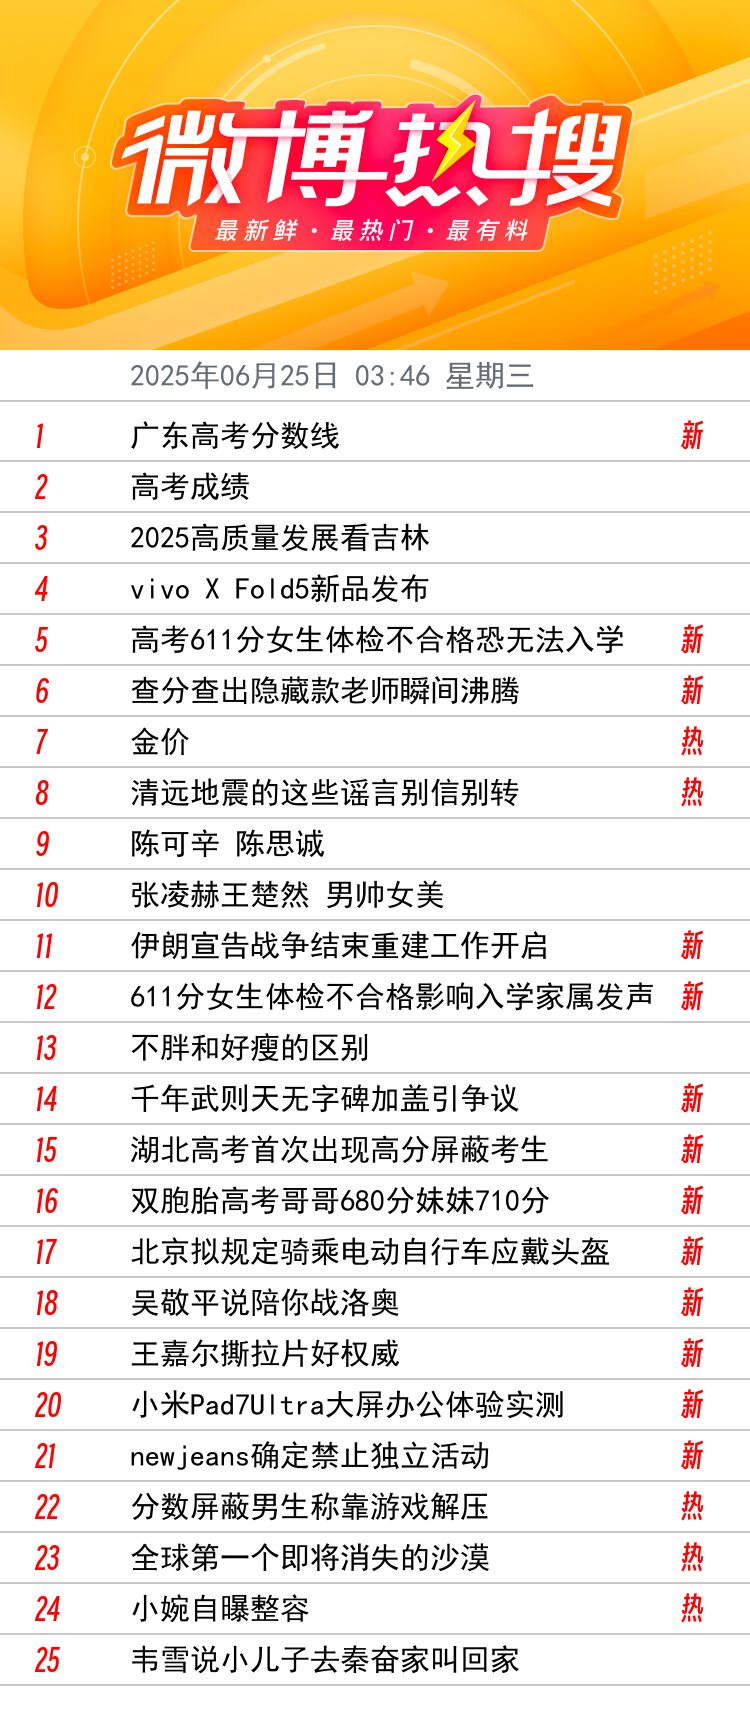 微博热搜
最新鲜·最热门·最有料
2025年06月25日 03:46 星期三
1 广东高考分数线 新
2 高考成绩
3 2025高质量发展看吉林
4 vivo X Fold5新品发布
5 高考611分女生体检不合格恐无法入学 新
6 查分查出隐藏款老师瞬间沸腾 新
7 金价 热
8 清远地震的这些谣言别信别转 热
9 陈可辛 陈思诚
10 张凌赫王楚然 男帅女美
11 伊朗宣告战争结束重建工作开启 新
12 611分女生体检不合格影响入学家属发声 新
13 不胖和好瘦的区别
14 千年武则天无字碑加盖引争议 新
15 湖北高考首次出现高分屏蔽考生 新
16 双胞胎高考哥哥680分妹妹710分 新
17 北京拟规定骑乘电动自行车应戴头盔 新
18 吴敬平说陪你战洛奥 新
19 王嘉尔撕拉片好权威 新
20 小米Pad7Ultra大屏办公体验实测 新
21 newjeans确定禁止独立活动 新
22 分数屏蔽男生称靠游戏解压 热
23 全球第一个即将消失的沙漠 热
24 小婉自曝整容 热
25 韦雪说小儿子去秦奋家叫回家